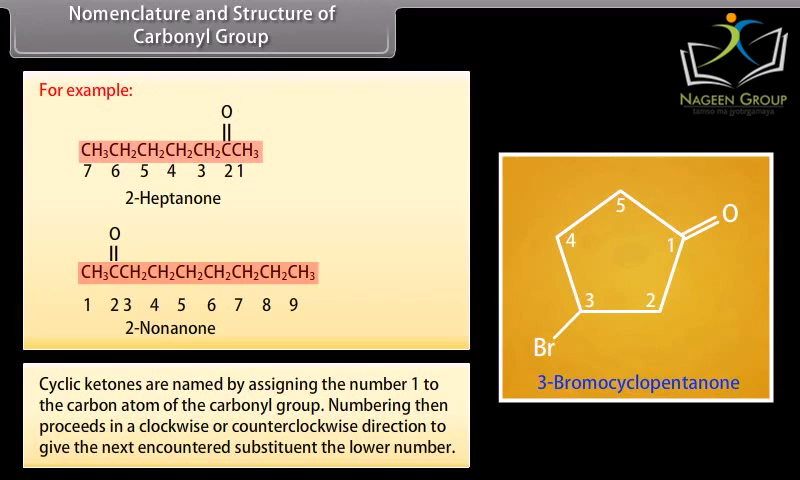 Nomenclature and Structure of
Carbonyl Group
NAGEEN GROUP
tamso ma jyotirgamaya
For example:
O
CH₃CH₂CH₂CH₂CH₂CCH₃
7 6 5 4 3 2 1
2-Heptanone
O
CH₃CCH₂CH₂CH₂CH₂CH₂CH₂CH₃
1 2 3 4 5 6 7 8 9
2-Nonanone
Cyclic ketones are named by assigning the number 1 to
the carbon atom of the carbonyl group. Numbering then
proceeds in a clockwise or counterclockwise direction to
give the next encountered substituent the lower number.
5
O
4 1
3 2
Br
3-Bromocyclopentanone